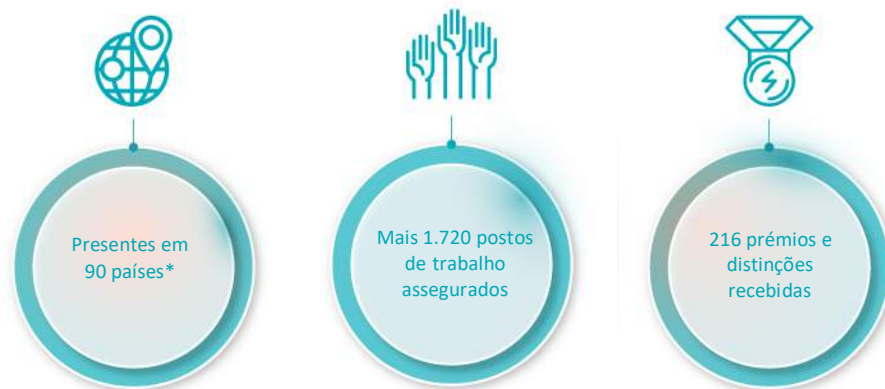 Presentes em
90 países*
Mais 1.720 postos
de trabalho
assegurados
216 prémios e
distinções
recebidas